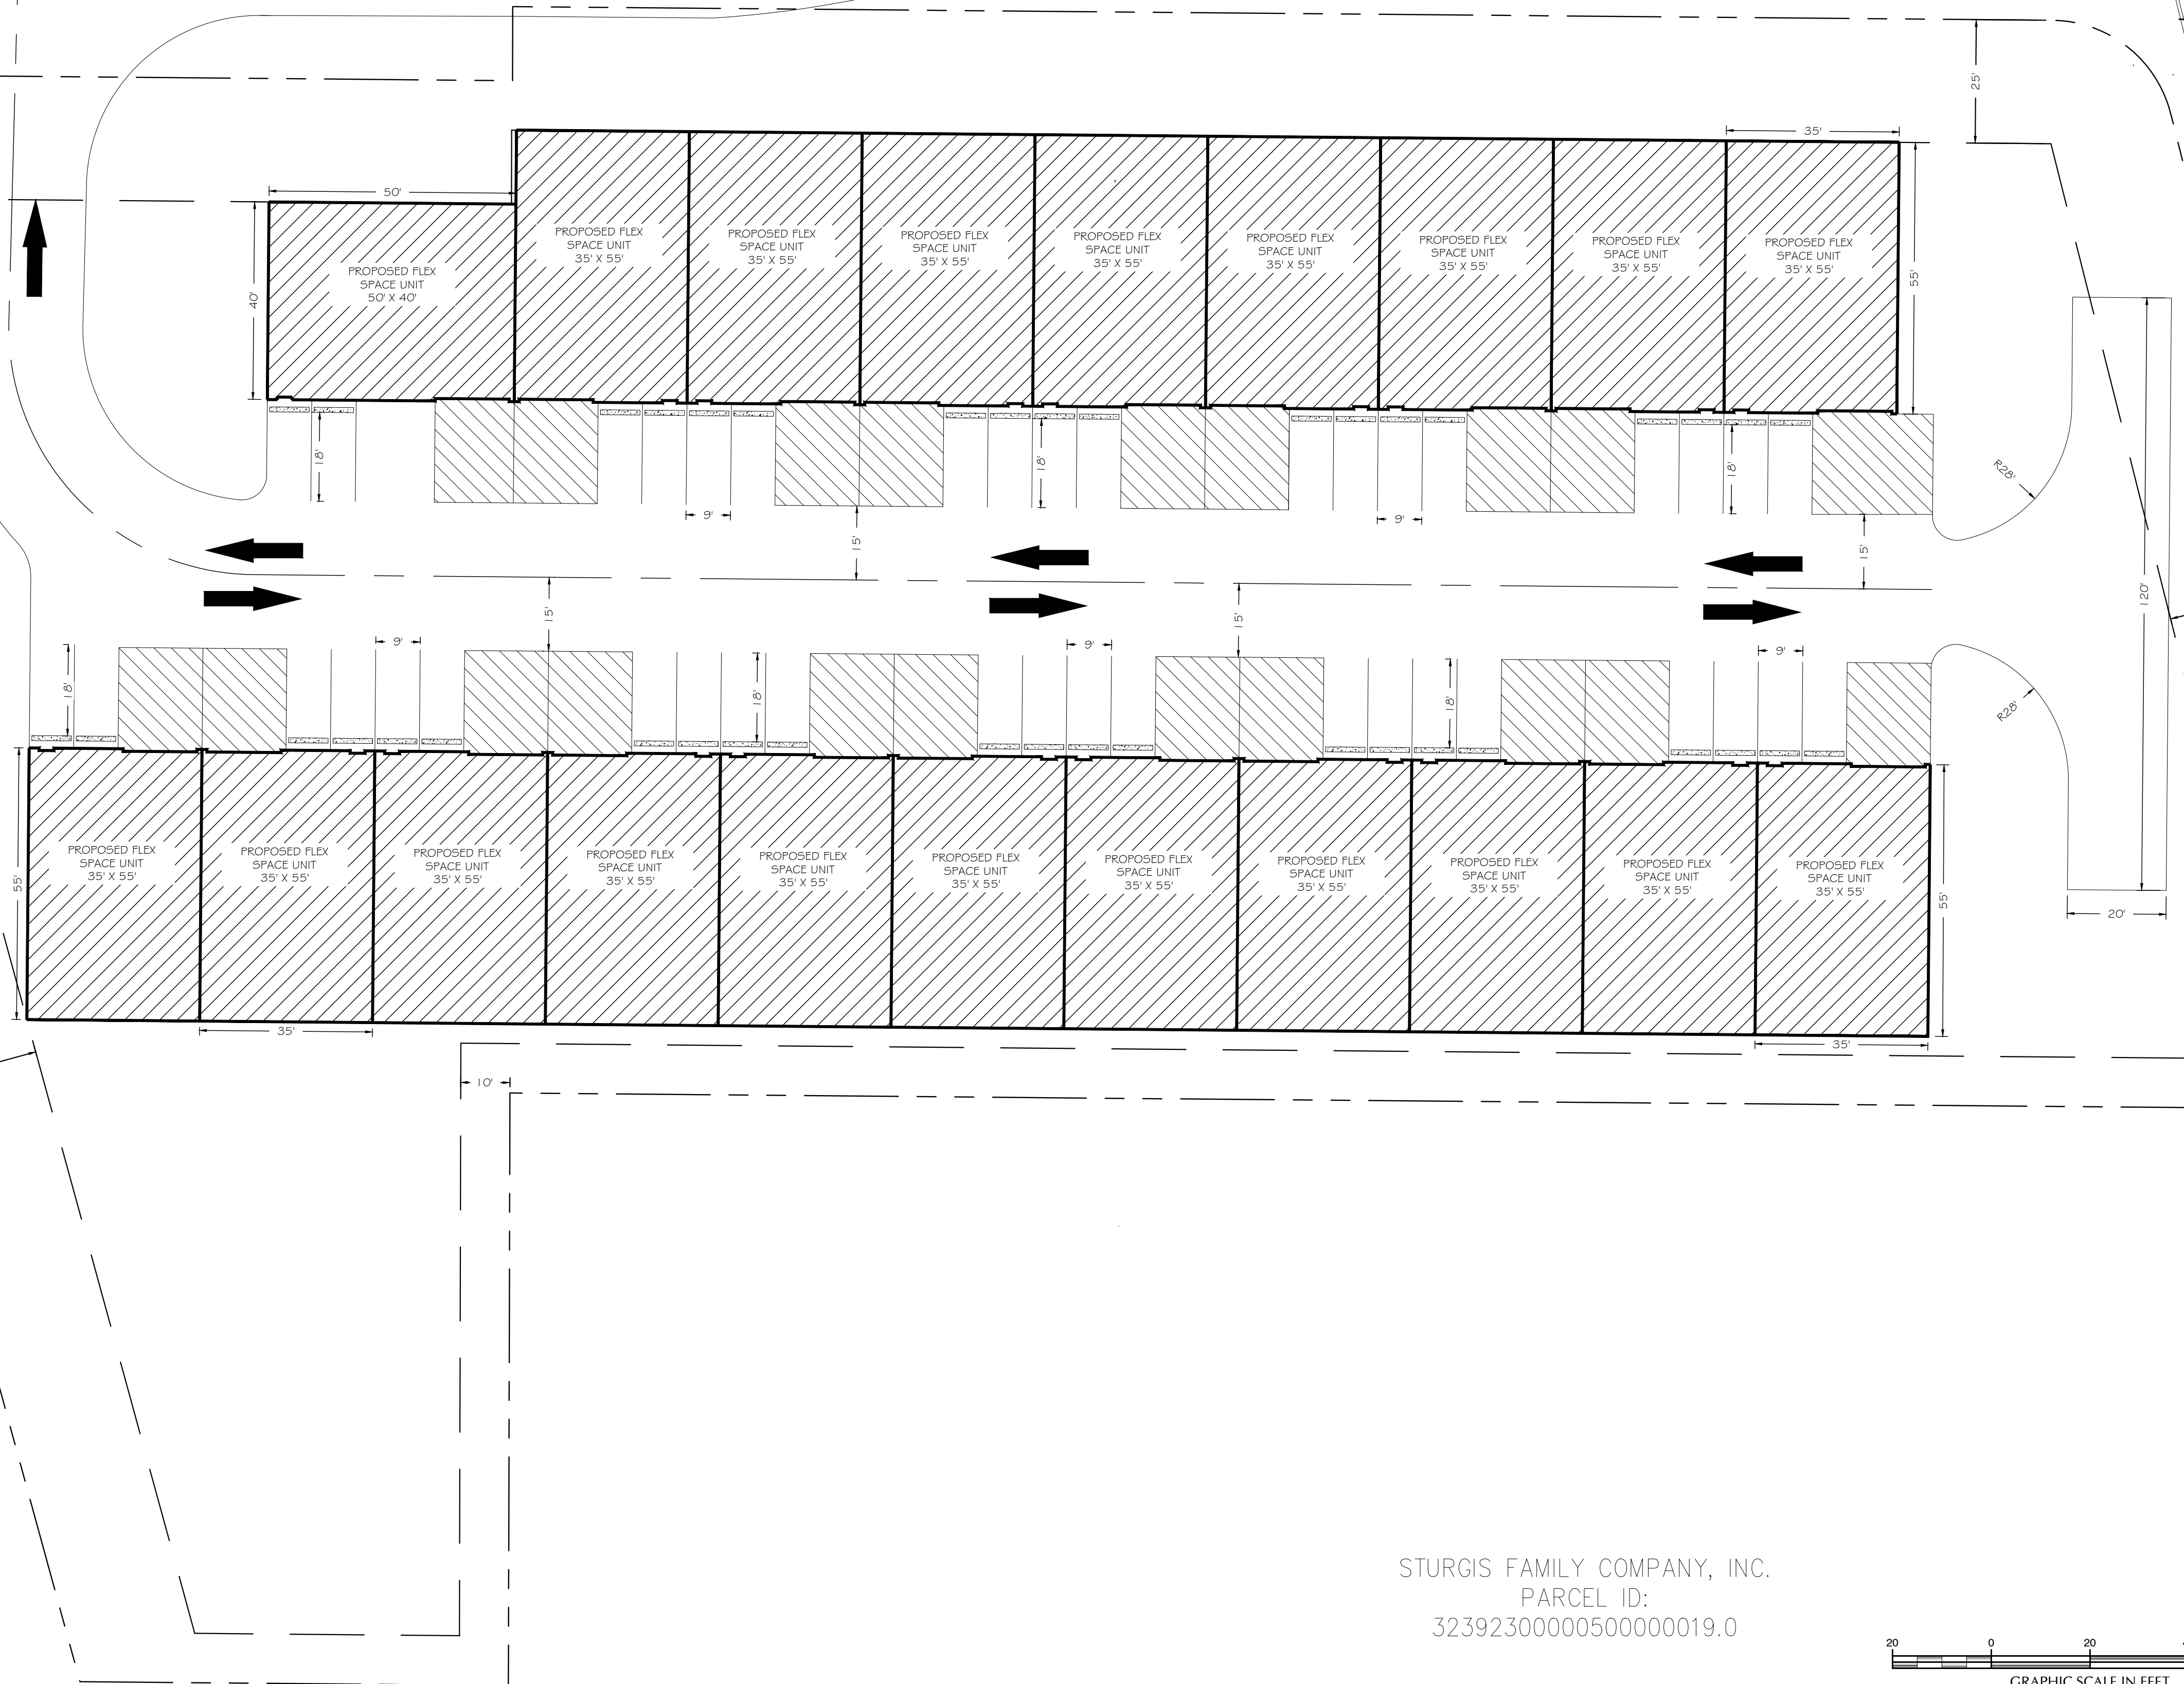 25'
35'
50'
PROPOSED FLEX
SPACE UNIT
50' X 40'
PROPOSED FLEX
SPACE UNIT
35' X 55'
PROPOSED FLEX
SPACE UNIT
35' X 55'
PROPOSED FLEX
SPACE UNIT
35' X 55'
PROPOSED FLEX
SPACE UNIT
35' X 55'
PROPOSED FLEX
SPACE UNIT
35' X 55'
PROPOSED FLEX
SPACE UNIT
35' X 55'
PROPOSED FLEX
SPACE UNIT
35' X 55'
PROPOSED FLEX
SPACE UNIT
35' X 55'
40'
55'
18'
18'
18'
R28'
9'
9'
15'
15'
120'
15'
15'
9'
9'
9'
18'
18'
18'
R28'
PROPOSED FLEX
SPACE UNIT
35' X 55'
PROPOSED FLEX
SPACE UNIT
35' X 55'
PROPOSED FLEX
SPACE UNIT
35' X 55'
PROPOSED FLEX
SPACE UNIT
35' X 55'
PROPOSED FLEX
SPACE UNIT
35' X 55'
PROPOSED FLEX
SPACE UNIT
35' X 55'
PROPOSED FLEX
SPACE UNIT
35' X 55'
PROPOSED FLEX
SPACE UNIT
35' X 55'
PROPOSED FLEX
SPACE UNIT
35' X 55'
PROPOSED FLEX
SPACE UNIT
35' X 55'
PROPOSED FLEX
SPACE UNIT
35' X 55'
55'
55'
20'
35'
35'
10'
STURGIS FAMILY COMPANY, INC.
PARCEL ID:
32392300000500000019.0
20 0 20
GRAPHIC SCALE IN FEET